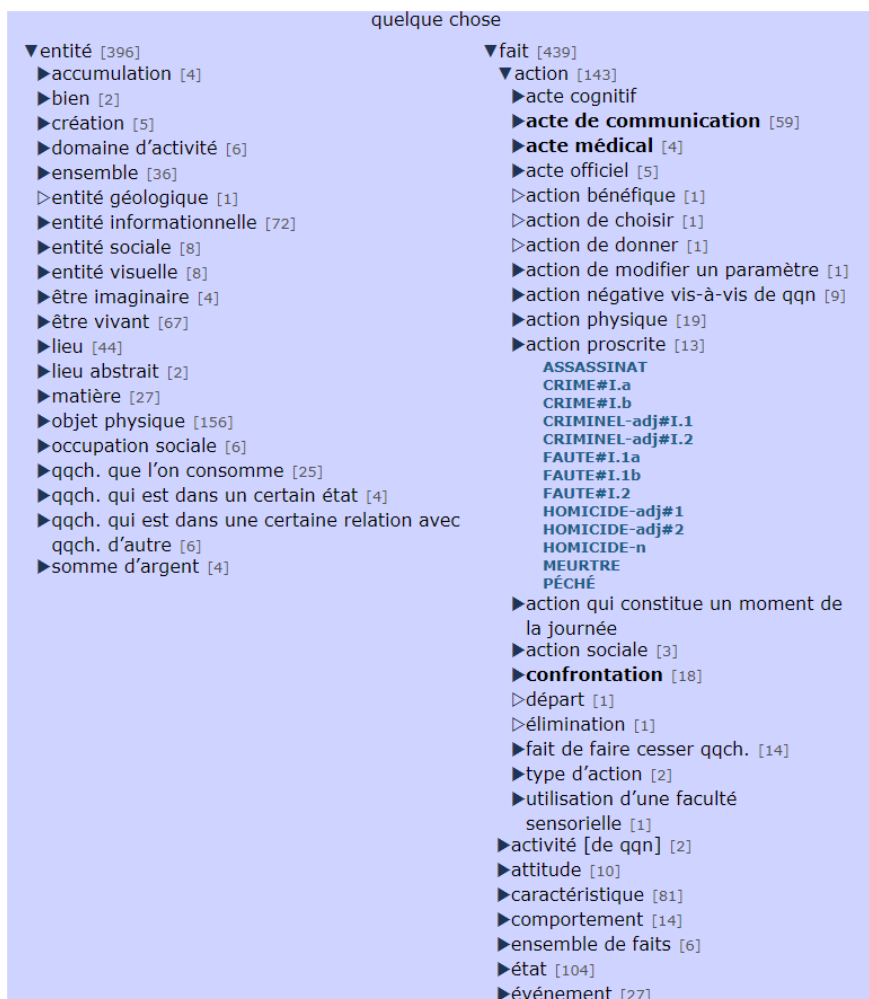 quelque chose
▼entité [396]
▶accumulation [4]
▶bien [2]
▶création [5]
▶domaine d’activité [6]
▶ensemble [36]
▷entité géologique [1]
▶entité informationnelle [72]
▶entité sociale [8]
▶entité visuelle [8]
▶être imaginaire [4]
▶être vivant [67]
▶lieu [44]
▶lieu abstrait [2]
▶matière [27]
▶objet physique [156]
▶occupation sociale [6]
▶qqch. que l’on consomme [25]
▶qqch. qui est dans un certain état [4]
▶qqch. qui est dans une certaine relation avec
qqch. d’autre [6]
▶somme d’argent [4]
▼fait [439]
▼action [143]
▶acte cognitif
▶acte de communication [59]
▶acte médical [4]
▶acte officiel [5]
▷action bénéfique [1]
▷action de choisir [1]
▷action de donner [1]
▶action de modifier un paramètre [1]
▶action négative vis-à-vis de qqn [9]
▶action physique [19]
▶action proscrite [13]
ASSASSINAT
CRIME#I.a
CRIME#I.b
CRIMINEL-adj#I.1
CRIMINEL-adj#I.2
FAUTE#I.1a
FAUTE#I.1b
FAUTE#I.2
HOMICIDE-adj#1
HOMICIDE-adj#2
HOMICIDE-n
MEURTRE
PÉCHÉ
▶action qui constitue un moment de
la journée
▶action sociale [3]
▶confrontation [18]
▷départ [1]
▷élimination [1]
▶fait de faire cesser qqch. [14]
▶type d’action [2]
▶utilisation d’une faculté
sensorielle [1]
▶activité [de qqn] [2]
▶attitude [10]
▶caractéristique [81]
▶comportement [14]
▶ensemble de faits [6]
▶état [104]
▶événement [27]